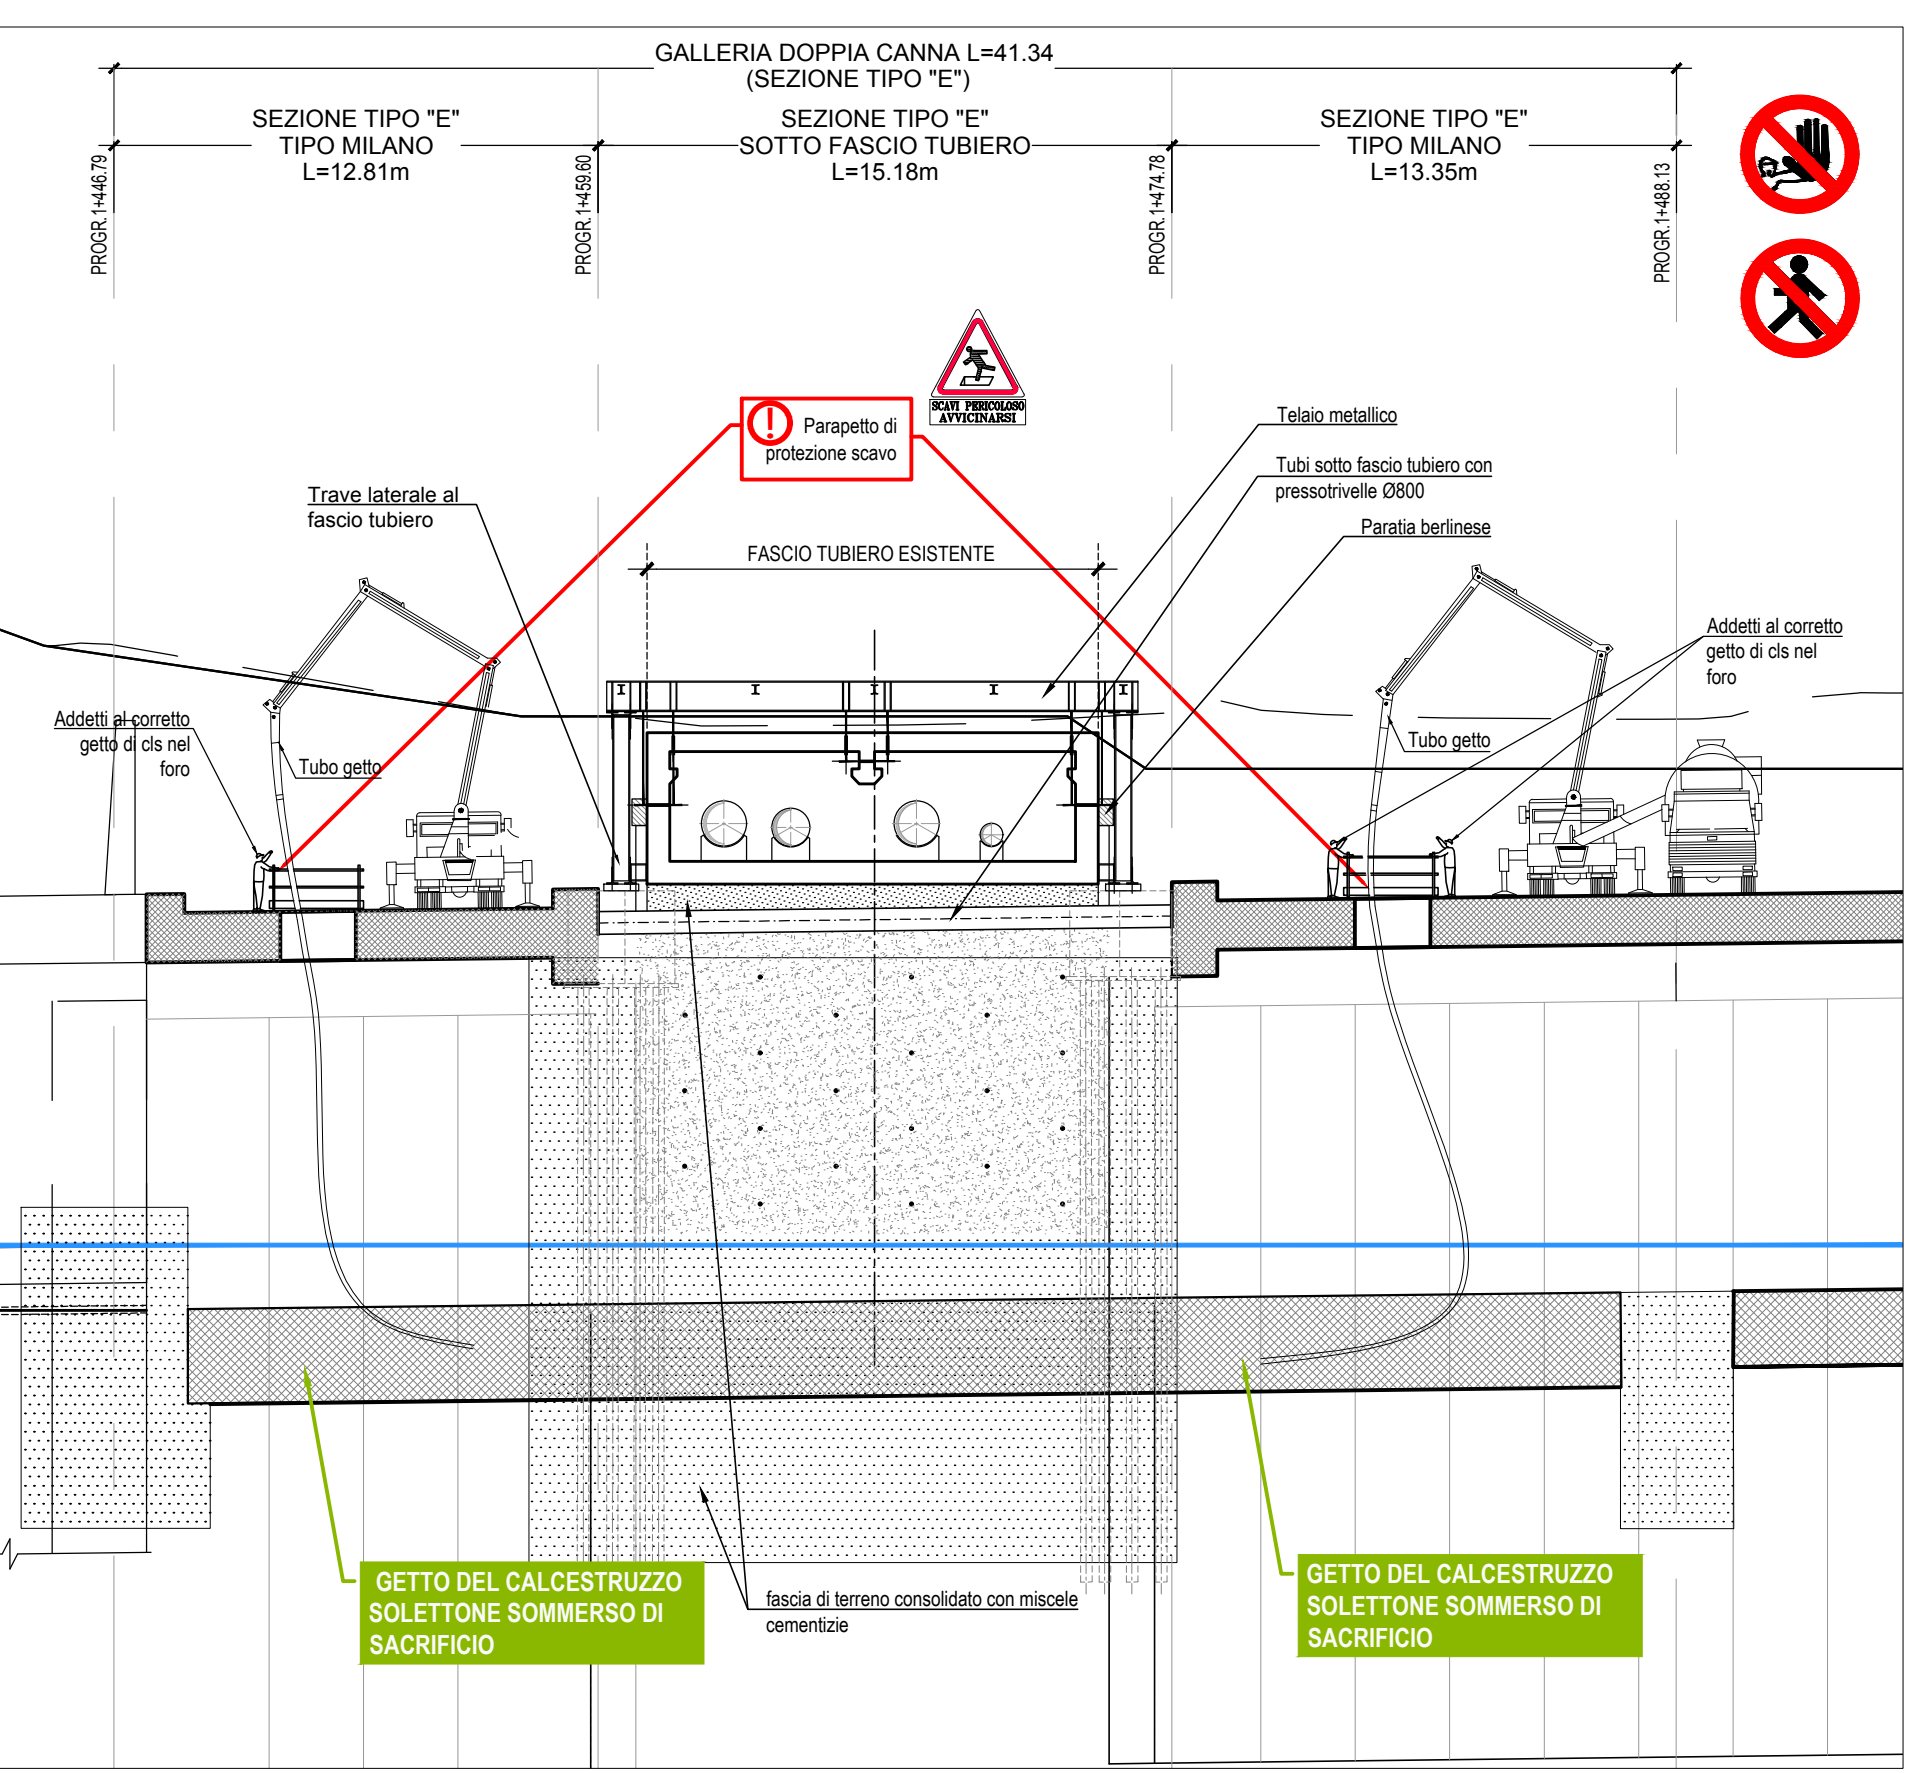 GALLERIA DOPPIA CANNA L=41.34
(SEZIONE TIPO "E")
SEZIONE TIPO "E"
TIPO MILANO
L=12.81m
SEZIONE TIPO "E"
SOTTO FASCIO TUBIERO
L=15.18m
SEZIONE TIPO "E"
TIPO MILANO
L=13.35m
PROGR.1+446.79
PROGR.1+459.60
PROGR.1+474.78
PROGR.1+488.13
SCAVI PERICOLOSO
AVVICINARSI
! Parapetto di
protezione scavo
Telaio metallico
Tubi sotto fascio tubiero con
pressotrivelle Ø800
Paratia berlinese
Trave laterale al
fascio tubiero
FASCIO TUBIERO ESISTENTE
Addetti al corretto
getto di cls nel
foro
Tubo getto
Addetti al corretto
getto di cls nel
foro
Tubo getto
GETTO DEL CALCESTRUZZO
SOLETTONE SOMMERSO DI
SACRIFICIO
fascia di terreno consolidato con miscele
cementizie
GETTO DEL CALCESTRUZZO
SOLETTONE SOMMERSO DI
SACRIFICIO